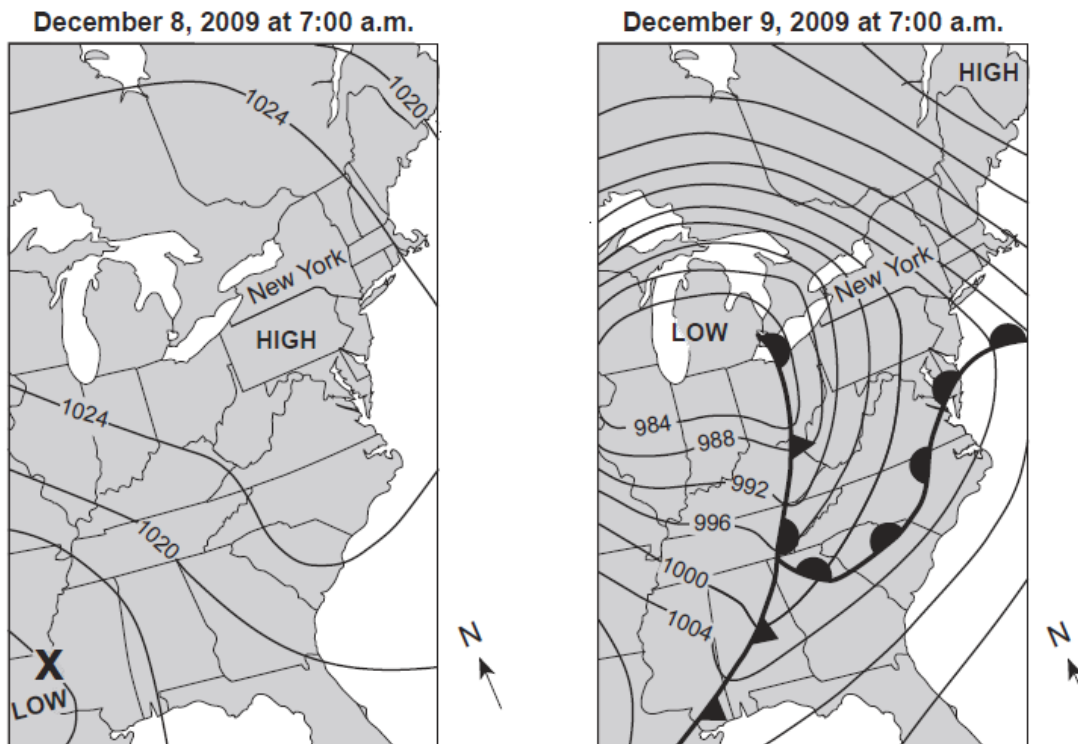 December 8, 2009 at 7:00 a.m.
1024
1020
New York
HIGH
1024
1020
X
LOW
N
December 9, 2009 at 7:00 a.m.
HIGH
New York
LOW
984
988
992
996
1000
1004
N